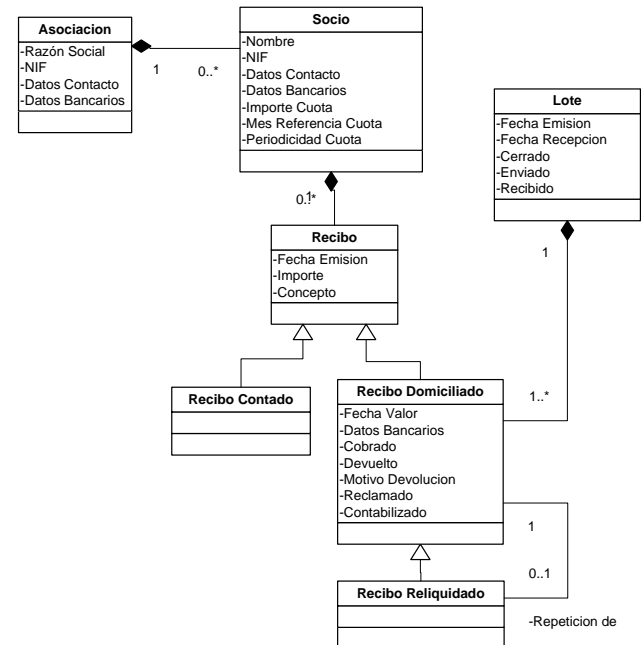 Asociacion
-Razón Social
-NIF
-Datos Contacto
-Datos Bancarios
1
0..*
Socio
-Nombre
-NIF
-Datos Contacto
-Datos Bancarios
-Importe Cuota
-Mes Referencia Cuota
-Periodicidad Cuota
Lote
-Fecha Emision
-Fecha Recepcion
-Cerrado
-Enviado
-Recibido
1
0..*
1
Recibo
-Fecha Emision
-Importe
-Concepto
Recibo Contado
Recibo Domiciliado
-Fecha Valor
-Datos Bancarios
-Cobrado
-Devuelto
-Motivo Devolucion
-Reclamado
-Contabilizado
1..*
1
0..1
Recibo Reliquidado
-Repeticion de